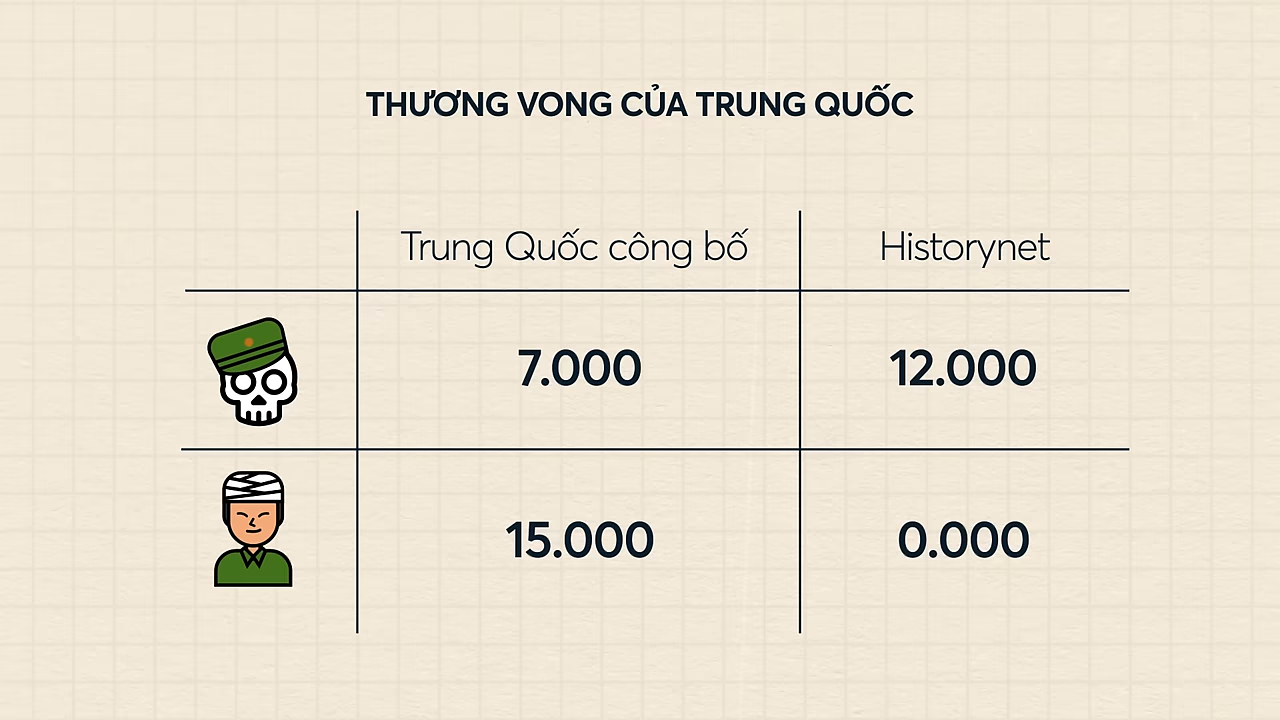 THƯƠNG VONG CỦA TRUNG QUỐC
Trung Quốc công bố Historynet
7.000 12.000
15.000 0.000